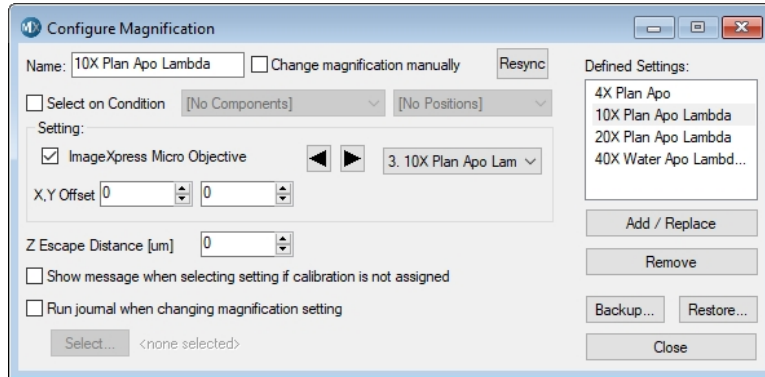 MX Configure Magnification
Name: 10X Plan Apo Lambda Change magnification manually Resync
Select on Condition [No Components] [No Positions]
Setting:
ImageXpress Micro Objective 3. 10X Plan Apo Lam
X,Y Offset 0 0
Z Escape Distance [um] 0
Show message when selecting setting if calibration is not assigned
Run journal when changing magnification setting
Select... <none selected>
Defined Settings:
4X Plan Apo
10X Plan Apo Lambda
20X Plan Apo Lambda
40X Water Apo Lambd...
Add / Replace
Remove
Backup... Restore...
Close